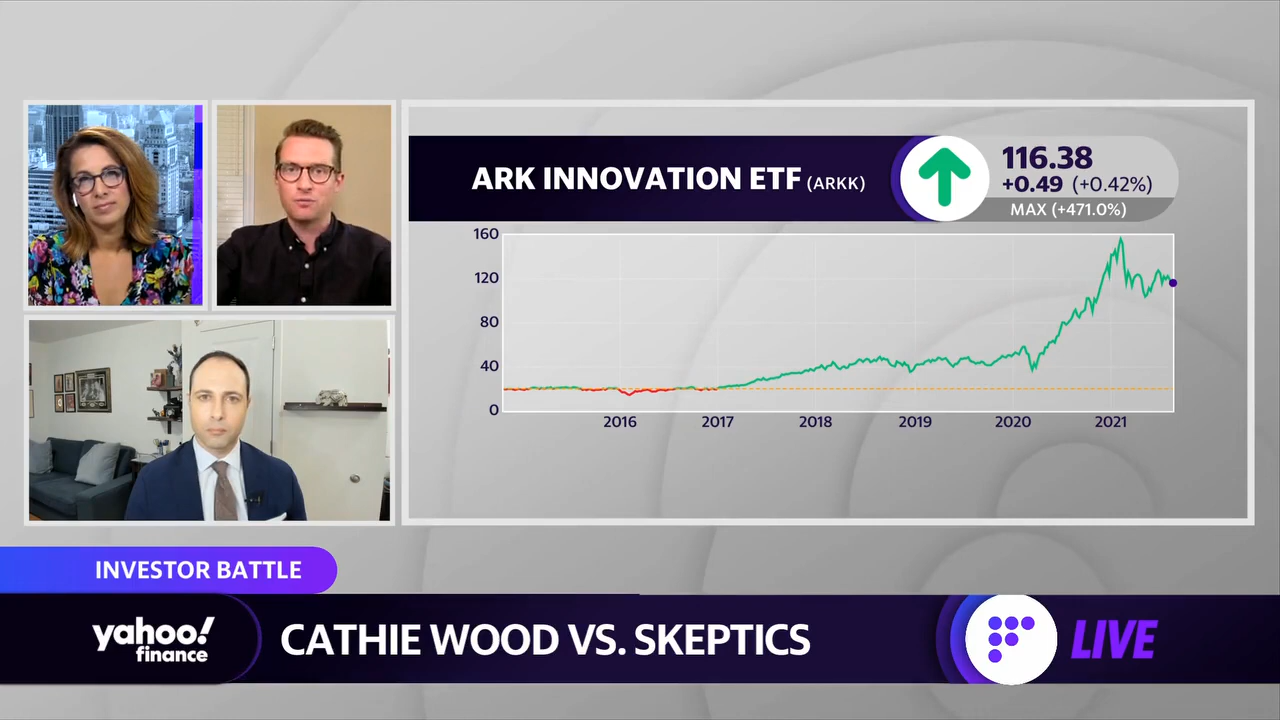 ARK INNOVATION ETF (ARKK)
116.38
+0.49 (+0.42%)
MAX (+471.0%)
160
120
80
40
0
2016 2017 2018 2019 2020 2021
INVESTOR BATTLE
yahoo!
finance
CATHIE WOOD VS. SKEPTICS
LIVE